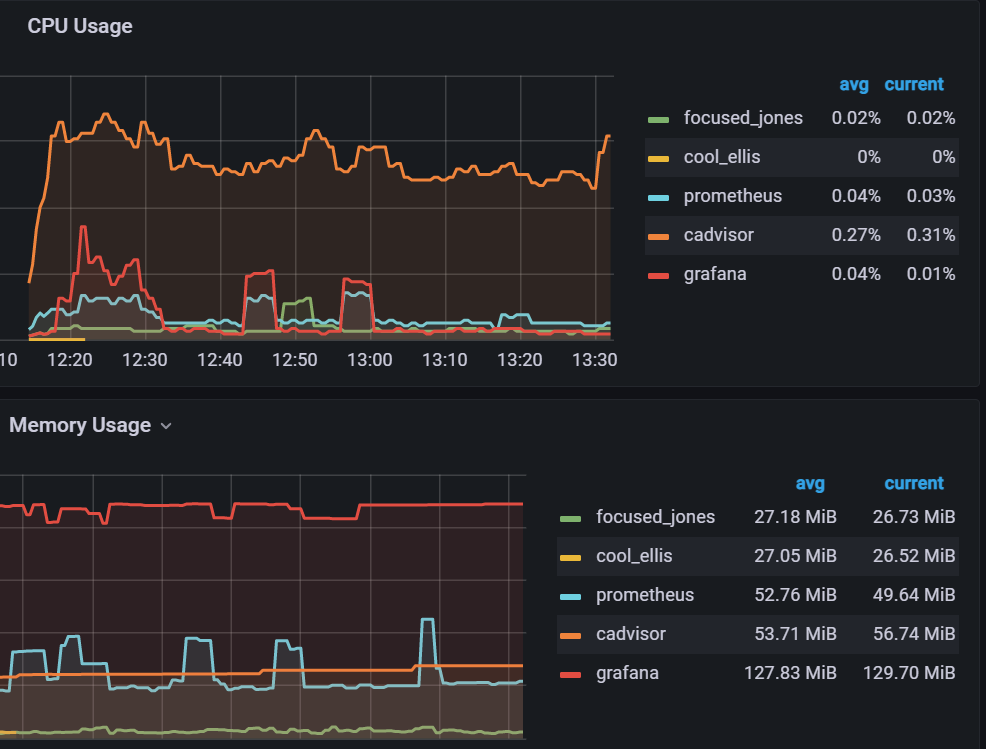 CPU Usage
avg current
focused_jones 0.02% 0.02%
cool_ellis 0% 0%
prometheus 0.04% 0.03%
cadvisor 0.27% 0.31%
grafana 0.04% 0.01%
10 12:20 12:30 12:40 12:50 13:00 13:10 13:20 13:30
Memory Usage
avg current
focused_jones 27.18 MiB 26.73 MiB
cool_ellis 27.05 MiB 26.52 MiB
prometheus 52.76 MiB 49.64 MiB
cadvisor 53.71 MiB 56.74 MiB
grafana 127.83 MiB 129.70 MiB